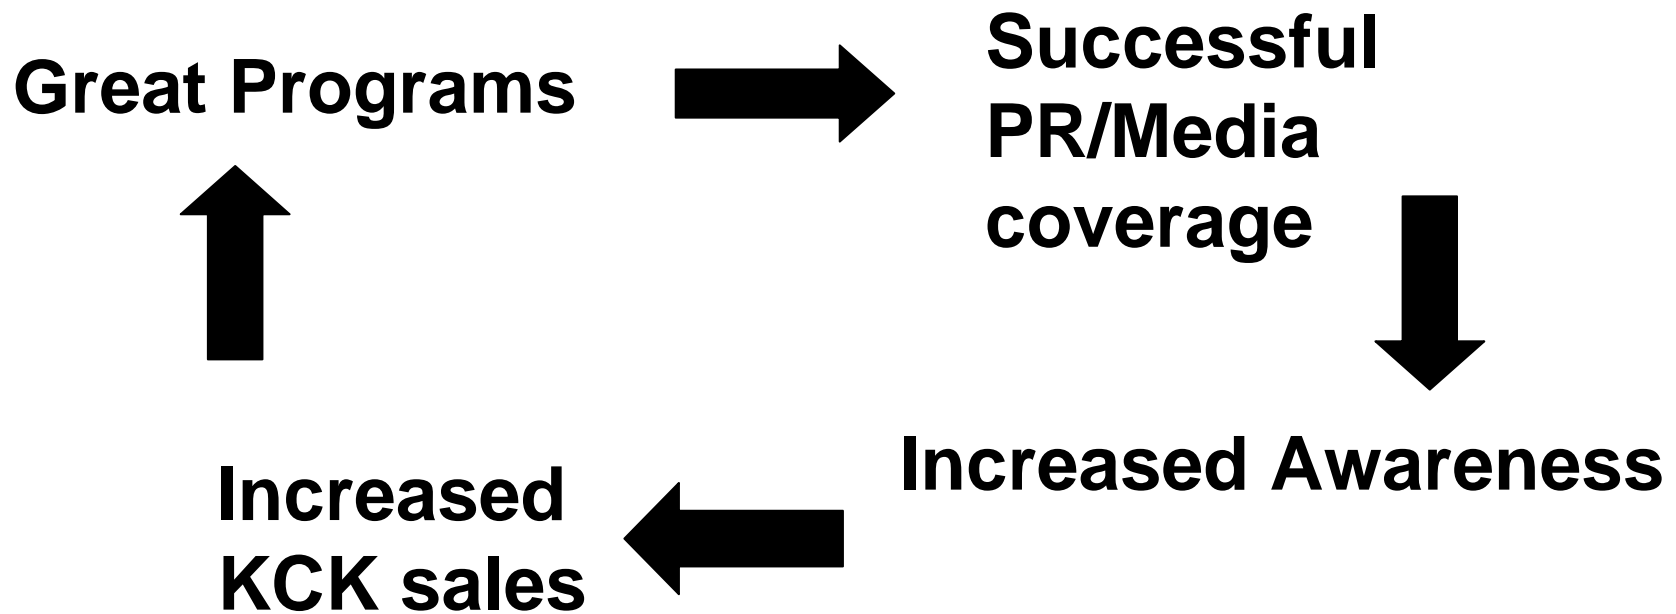 Great Programs
Successful
PR/Media
coverage
Increased Awareness
Increased
KCK sales